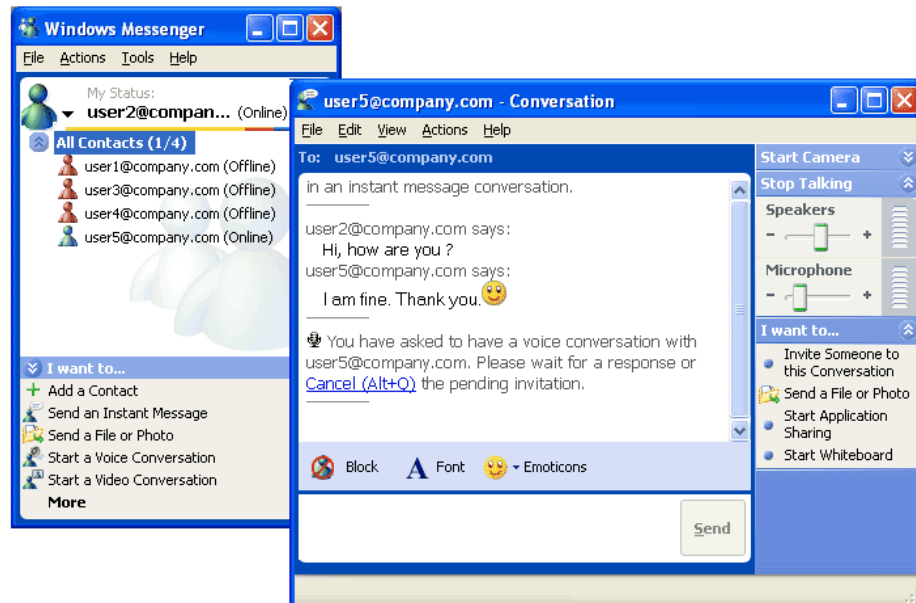 Windows Messenger
File Actions Tools Help
My Status:
user2@compan... (Online)
All Contacts (1/4)
user1@company.com (Offline)
user3@company.com (Offline)
user4@company.com (Offline)
user5@company.com (Online)
I want to...
Add a Contact
Send an Instant Message
Send a File or Photo
Start a Voice Conversation
Start a Video Conversation
More
user5@company.com - Conversation
File Edit View Actions Help
To: user5@company.com
in an instant message conversation.
user2@company.com says:
Hi, how are you ?
user5@company.com says:
I am fine. Thank you.
You have asked to have a voice conversation with
user5@company.com. Please wait for a response or
Cancel (Alt+Q) the pending invitation.
Block A Font Emoticons
Send
Start Camera
Stop Talking
Speakers
- +
Microphone
- +
I want to...
Invite Someone to
this Conversation
Send a File or Photo
Start Application
Sharing
Start Whiteboard